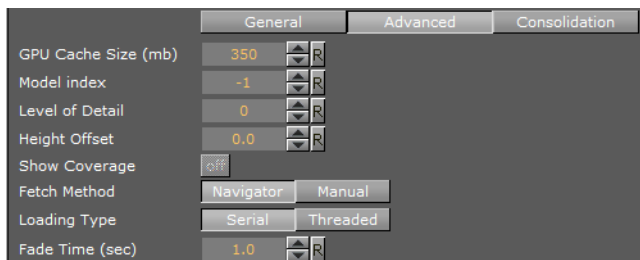 General Advanced Consolidation
GPU Cache Size (mb) 350 R
Model index -1 R
Level of Detail 0 R
Height Offset 0.0 R
Show Coverage off
Fetch Method Navigator Manual
Loading Type Serial Threaded
Fade Time (sec) 1.0 R